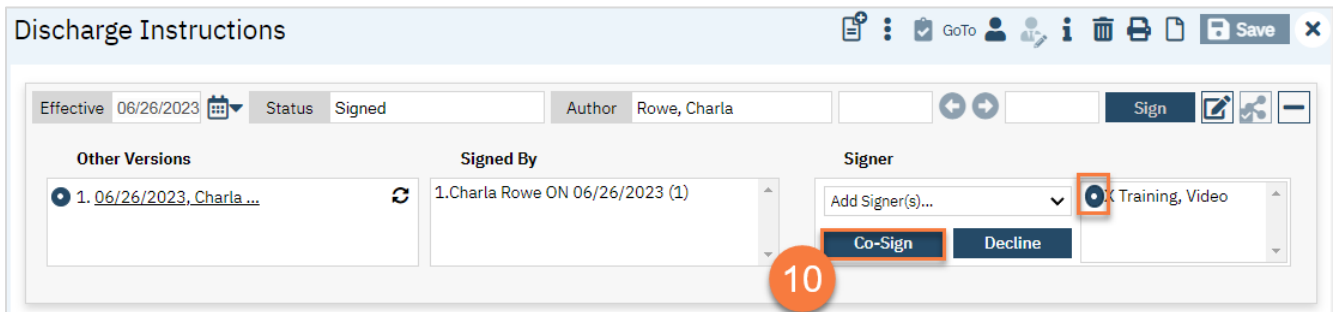 Discharge Instructions GoTo Save
Effective 06/26/2023 Status Signed Author Rowe, Charla Sign
Other Versions Signed By Signer
1. 06/26/2023, Charla ... 1.Charla Rowe ON 06/26/2023 (1) Add Signer(s)... X Training, Video
Co-Sign Decline
10